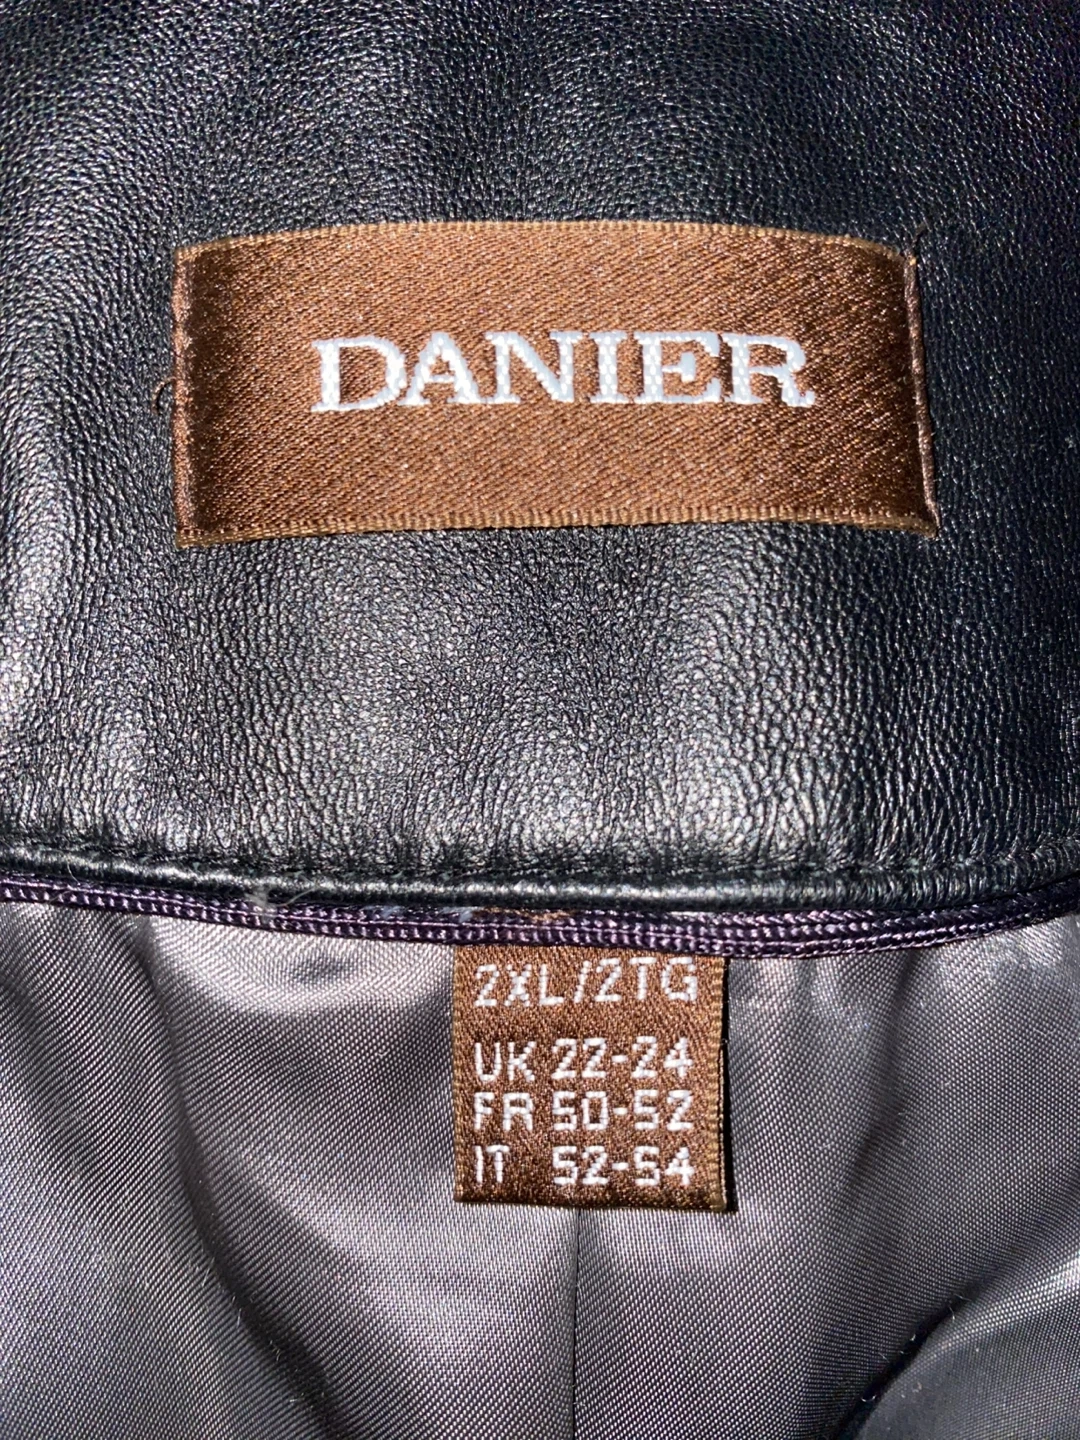 DANIER
2XL/2TG
UK 22-24
FR 50-52
IT 52-54